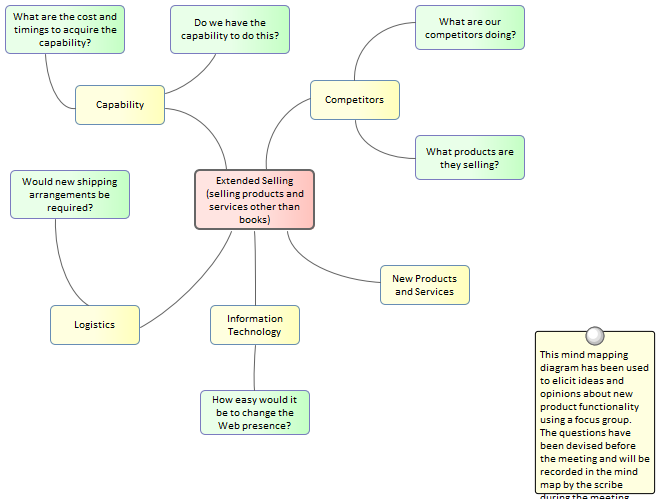 What are the cost and
timings to acquire the
capability?
Do we have the
capability to do this?
What are our
competitors doing?
Capability
Competitors
What products are
they selling?
Would new shipping
arrangements be
required?
Extended Selling
(selling products and
services other than
books)
New Products
and Services
Logistics
Information
Technology
How easy would it
be to change the
Web presence?
This mind mapping
diagram has been used
to elicit ideas and
opinions about new
product functionality
using a focus group.
The questions have
been devised before
the meeting and will be
recorded in the mind
map by the scribe
during the meeting